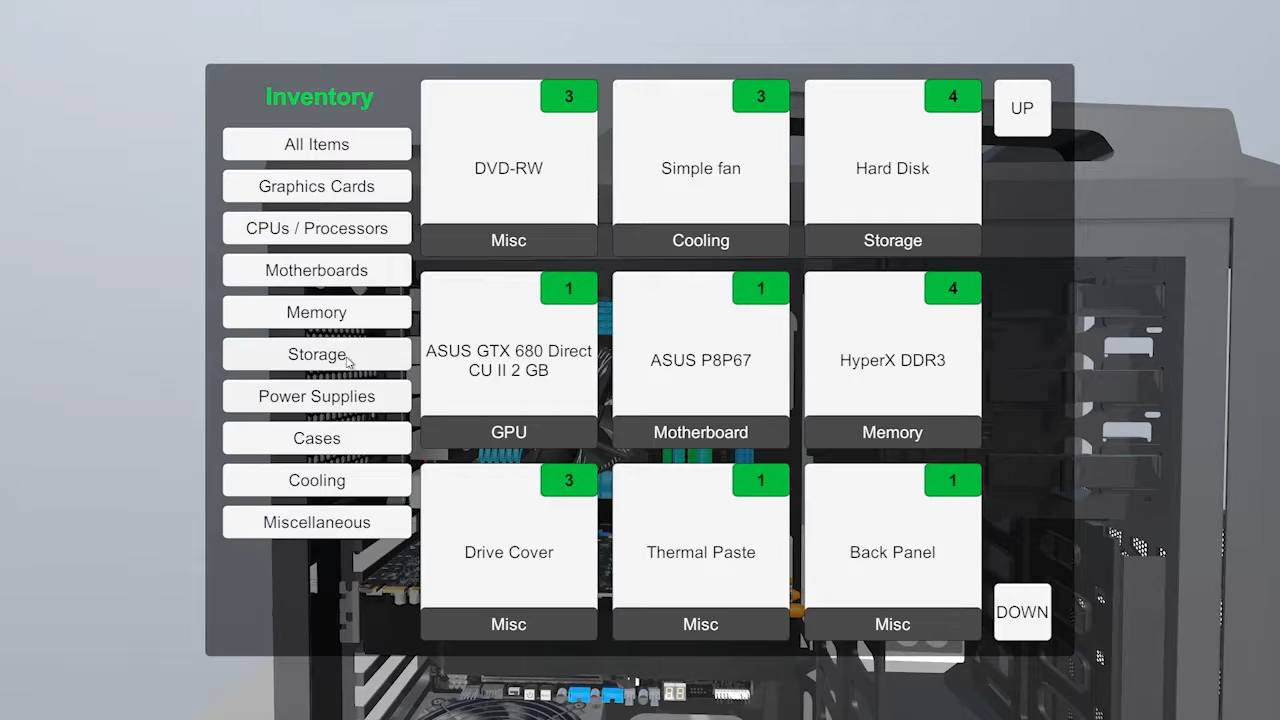 Inventory
All Items
Graphics Cards
CPUs / Processors
Motherboards
Memory
Storage
Power Supplies
Cases
Cooling
Miscellaneous
3
DVD-RW
Misc
3
Simple fan
Cooling
4
Hard Disk
Storage
1
ASUS GTX 680 Direct
CU II 2 GB
GPU
1
ASUS P8P67
Motherboard
4
HyperX DDR3
Memory
3
Drive Cover
Misc
1
Thermal Paste
Misc
1
Back Panel
Misc
UP
DOWN
88